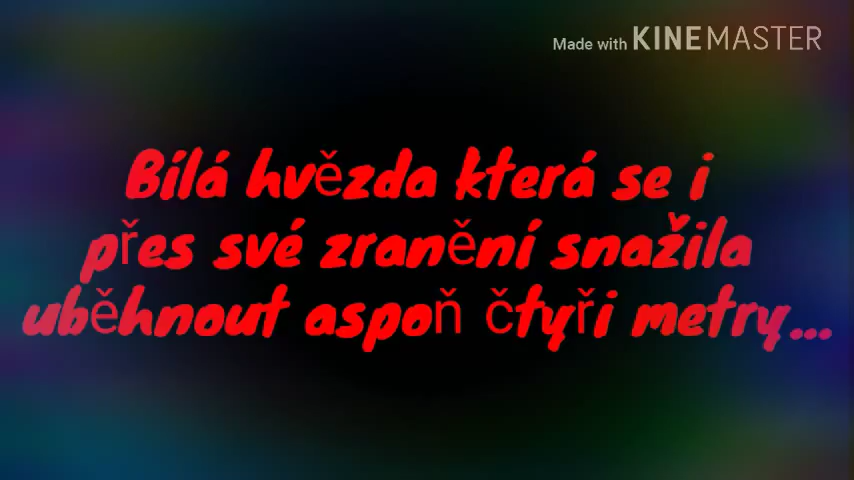 Made with KINEMASTER
Bílá hvězda která se i
přes své zranění snažila
uběhnout aspoň čtyři metry...